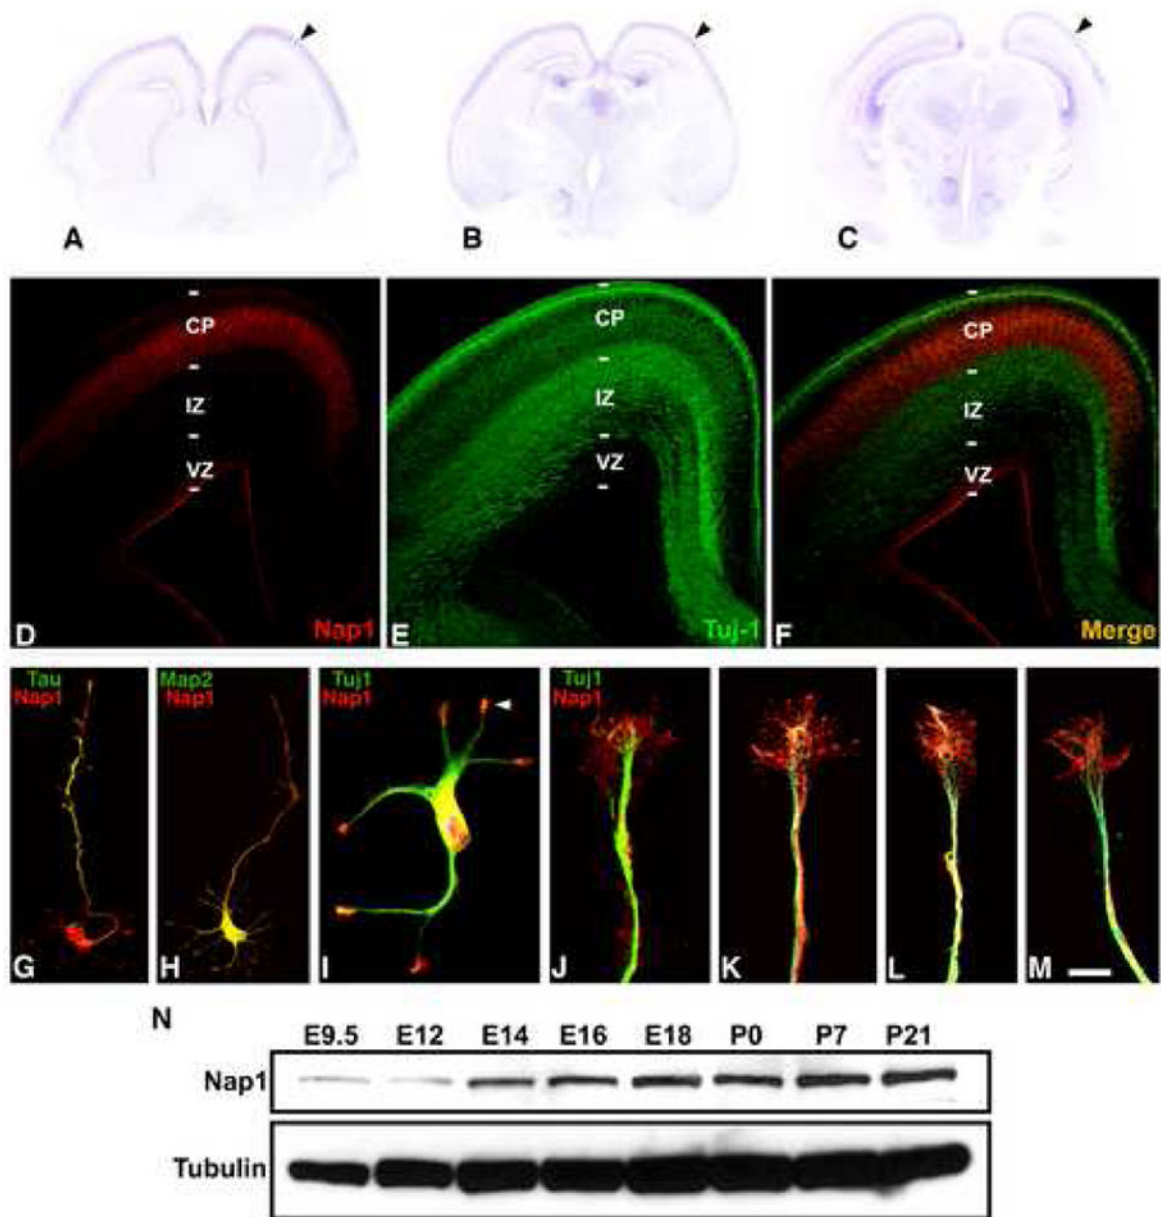 A B C
CP CP CP
IZ IZ IZ
VZ VZ VZ
D Nap1 E Tuj-1 F Merge
Tau Map2 Tuj1 Tuj1
Nap1 Nap1 Nap1 Nap1
G H I J K L M
N
E9.5 E12 E14 E16 E18 P0 P7 P21
Nap1
Tubulin